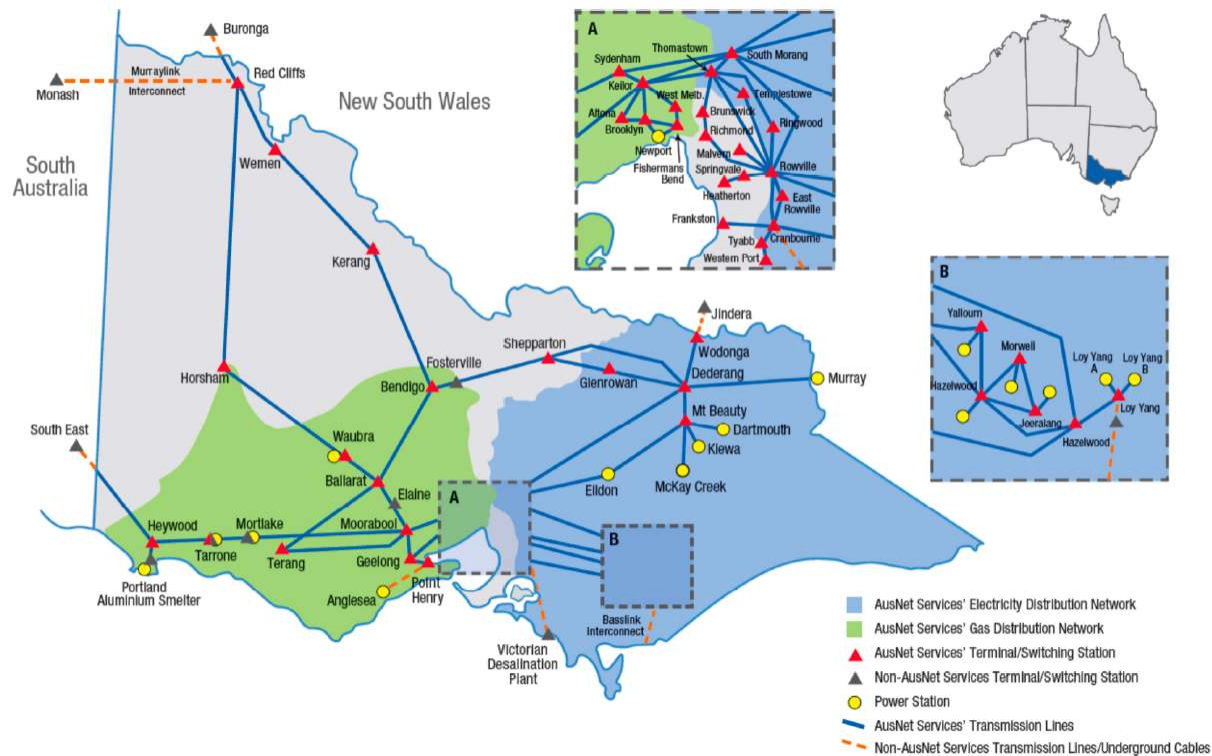 Buronga
Red Cliffs
Murraylink
Interconnect
Monash
New South Wales
South
Australia
Wemen
Kerang
Horsham
Fosterville
Bendigo
Shepparton
Glenrowan
Jindera
Wodonga
Dederang
Murray
Mt Beauty
Dartmouth
Kiewa
McKay Creek
Eildon
South East
Waubra
Ballarat
Elaine
Moorabool
Heywood
Mortlake
Tarrone
Terang
Geelong
Point
Henry
Portland
Aluminium Smelter
Anglesea
A
B
Victorian
Desalination
Plant
Basslink
Interconnect
A
Thomastown
South Morang
Sydenham
Keilor
West Melb.
Templestowe
Altona
Brooklyn
Brunswick
Richmond
Ringwood
Newport
Fishermans
Bend
Malvern
Rowville
Springvale
Heatherton
East
Rowville
Frankston
Cranbourne
Tyabb
Western Port
B
Yallourn
Morwell
Loy Yang
A
Loy Yang
B
Hazelwood
Jeeralang
Loy Yang
Hazelwood
AusNet Services' Electricity Distribution Network
AusNet Services' Gas Distribution Network
AusNet Services' Terminal/Switching Station
Non-AusNet Services Terminal/Switching Station
Power Station
AusNet Services' Transmission Lines
Non-AusNet Services Transmission Lines/Underground Cables